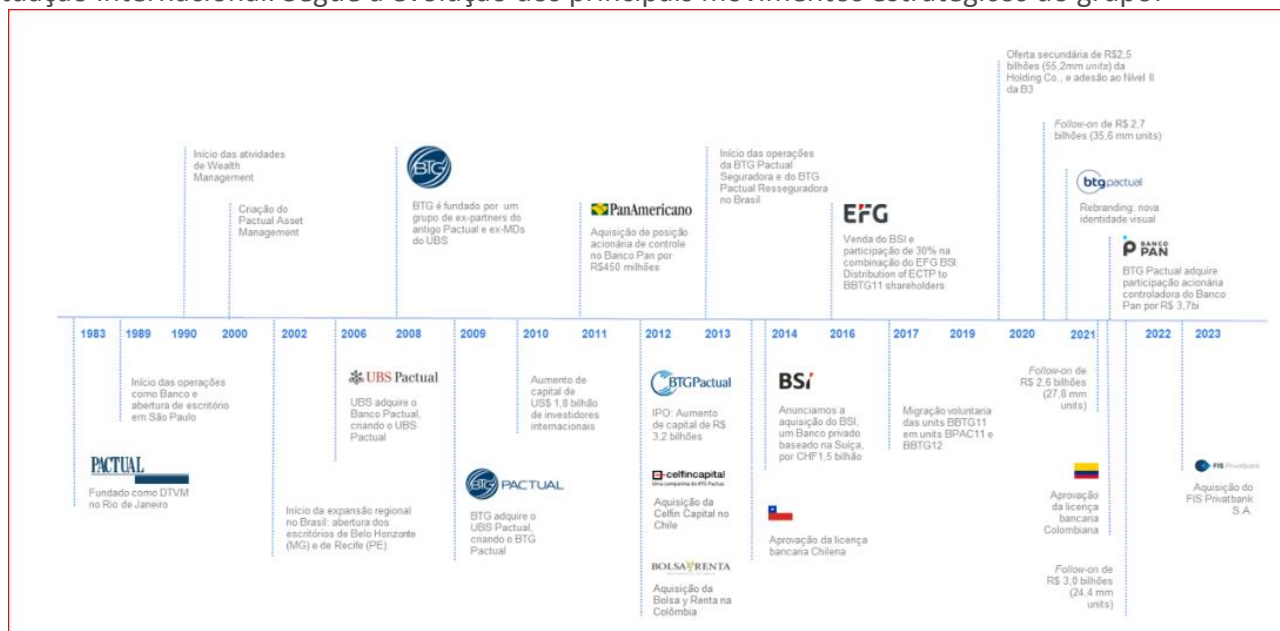 tuação internacional. Segue a evolução dos principais movimentos estratégicos do grupo:
Oferta secundária de R$2,5
bilhões (55,2mm units) da
Holding Co., e adesão ao Nível II
da B3
Follow-on de R$ 2,7
bilhões (35,6 mm units)
Início das atividades
de Wealth
Management
Criação do
Pactual Asset
Management
BTG
BTG é fundado por um
grupo de ex-partners do
antigo Pactual e ex-MDs
do UBS
PanAmericano
Aquisição de posição
acionária de controle
no Banco Pan por
R$450 milhões
Início das operações
da BTG Pactual
Seguradora e do BTG
Pactual Resseguradora
no Brasil
EFG
Venda do BSI e
participação de 30% na
combinação do EFG BSI.
Distribution of ECTP to
BBTG11 shareholders
btgpactual
Rebranding: nova
identidade visual
BANCO
PAN
BTG Pactual adquire
participação acionária
controladora do Banco
Pan por R$ 3,7bi
1983 1989 1990 2000 2002 2006 2008 2009 2010 2011 2012 2013 2014 2016 2017 2019 2020 2021 2022 2023
Início das operações
como Banco e
abertura de escritório
em São Paulo
PACTUAL
Fundado como DTVM
no Rio de Janeiro
Início da expansão regional
no Brasil: abertura dos
escritórios de Belo Horizonte
(MG) e de Recife (PE)
UBS Pactual
UBS adquire o
Banco Pactual,
criando o UBS
Pactual
BTG PACTUAL
BTG adquire o
UBS Pactual,
criando o BTG
Pactual
Aumento de
capital de
US$ 1,8 bilhão
de investidores
internacionais
BTGPactual
IPO: Aumento
de capital de R$
3,2 bilhões
celfincapital
Uma companhia do BTG Pactual
Aquisição da
Celfin Capital no
Chile
BOLSA Y RENTA
Aquisição da
Bolsa y Renta na
Colômbia
BSI
Anunciamos a
aquisição do BSI,
um Banco privado
baseado na Suíça,
por CHF1,5 bilhão
Aprovação da licença
bancaria Chilena
Migração voluntaria
das units BBTG11
em units BPAC11 e
BBTG12
Follow-on de
R$ 2,6 bilhões
(27,8 mm
units)
Aprovação
da licença
bancaria
Colombiana
Follow-on de
R$ 3,0 bilhões
(24,4 mm
units)
FIS Privatbank
Aquisição do
FIS Privatbank
S.A.